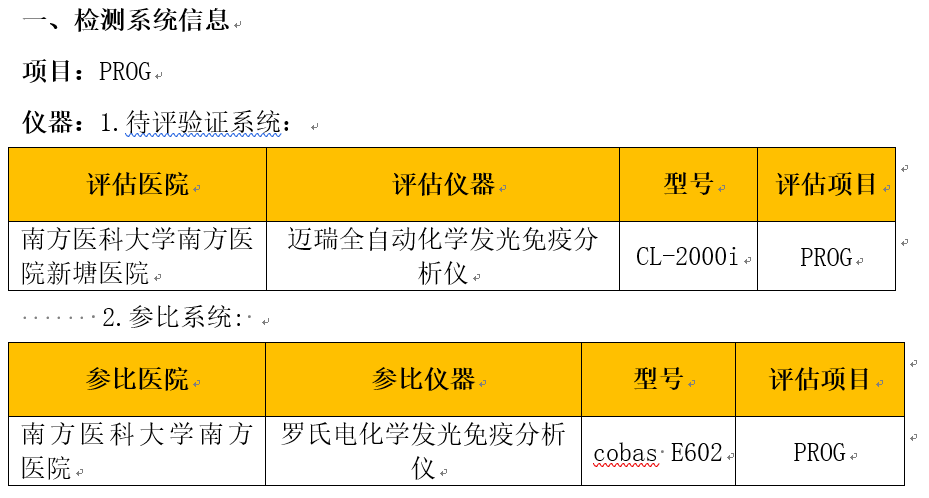 一、检测系统信息
项目：PROG
仪器：1.待评验证系统：
评估医院 评估仪器 型号 评估项目
南方医科大学南方医院新塘医院 迈瑞全自动化学发光免疫分析仪 CL-2000i PROG
2.参比系统:
参比医院 参比仪器 型号 评估项目
南方医科大学南方医院 罗氏电化学发光免疫分析仪 cobas E602 PROG